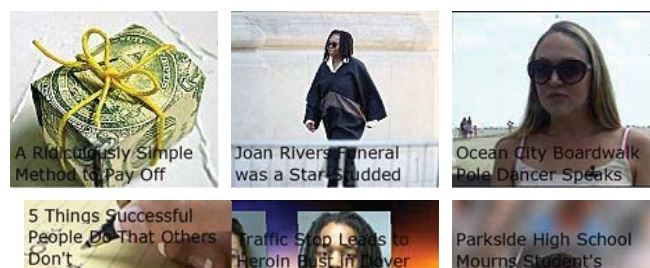 A Ridiculously Simple
Method to Pay Off
Joan Rivers Funeral
was a Star-Studded
Ocean City Boardwalk
Pole Dancer Speaks
5 Things Successful
People Do That Others
Don't
Traffic Stop Leads to
Heroin Bust in Dover
Parkside High School
Mourns Student's